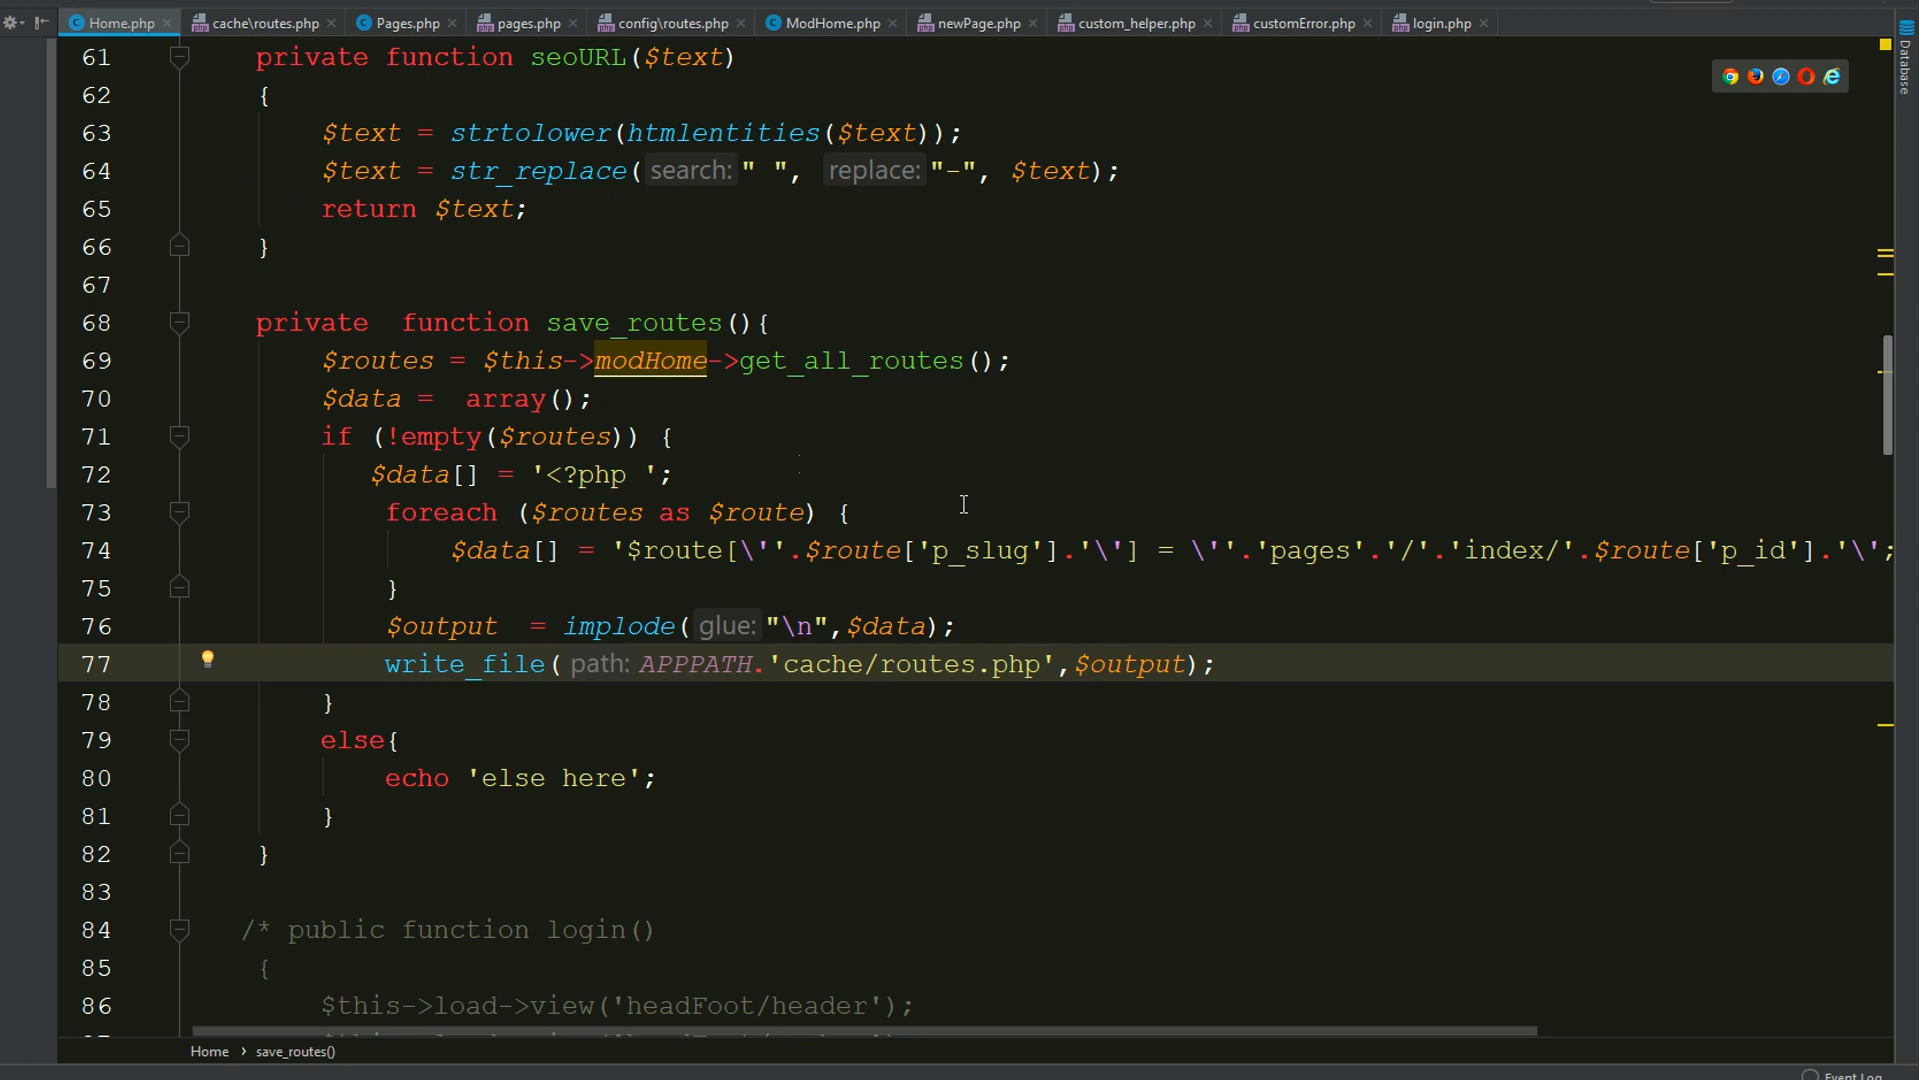 Home.php cache\routes.php Pages.php pages.php config\routes.php ModHome.php newPage.php custom_helper.php customError.php login.php
Database
61 private function seoURL($text)
62 {
63 $text = strtolower(htmlentities($text));
64 $text = str_replace( search: " ", replace: "-", $text);
65 return $text;
66 }
67
68 private  function save_routes(){
69 $routes = $this->modHome->get_all_routes();
70 $data =  array();
71 if (!empty($routes)) {
72 $data[] = '<?php ';
73 foreach ($routes as $route) {
74 $data[] = '$route[\''.$route['p_slug'].'\'] = \''.'pages'.'/'.'index/'.$route['p_id'].'\';
75 }
76 $output  = implode( glue: "\n",$data);
77 write_file( path: APPPATH.'cache/routes.php',$output);
78 }
79 else{
80 echo 'else here';
81 }
82 }
83
84 /* public function login()
85 {
86 $this->load->view('headFoot/header');
Home › save_routes()
Event Log